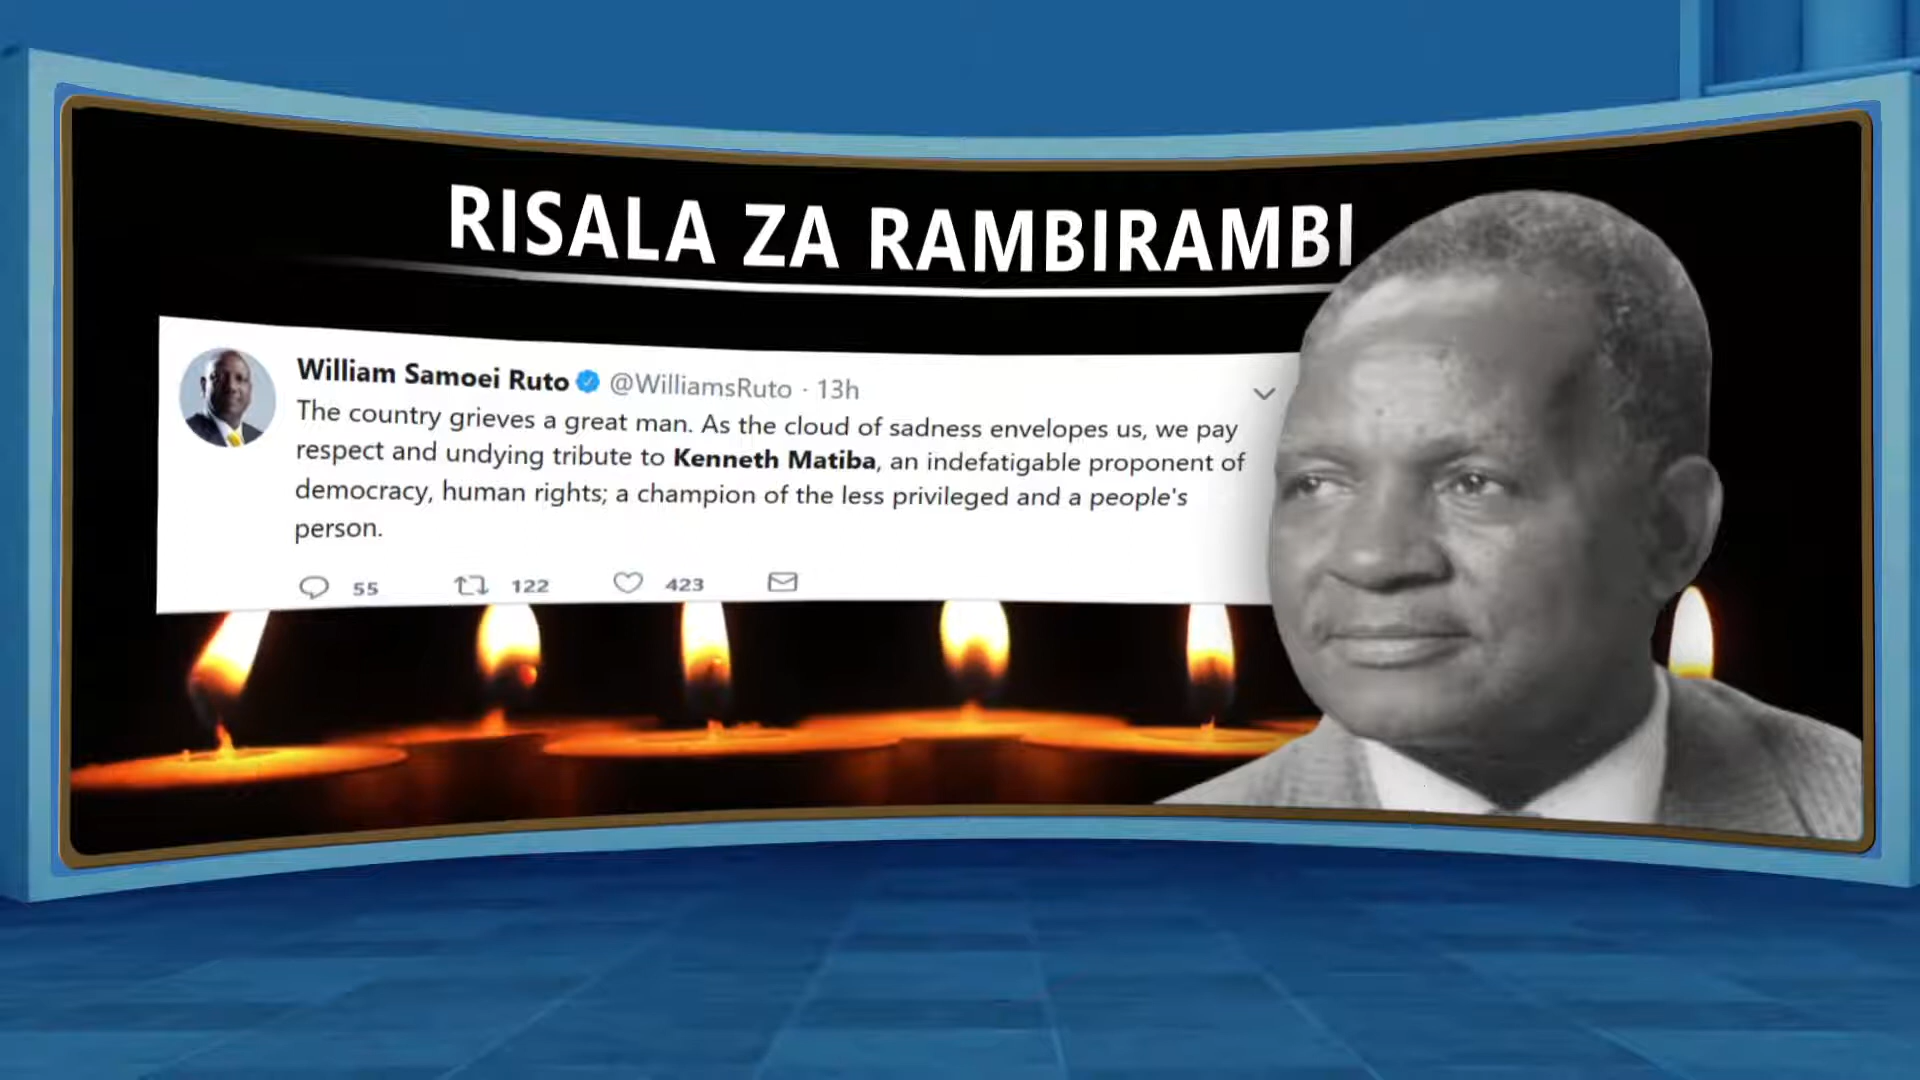 RISALA ZA RAMBIRAMBI
William Samoei Ruto @WilliamsRuto · 13h
The country grieves a great man. As the cloud of sadness envelopes us, we pay
respect and undying tribute to Kenneth Matiba, an indefatigable proponent of
democracy, human rights; a champion of the less privileged and a people's
person.
55 122 423